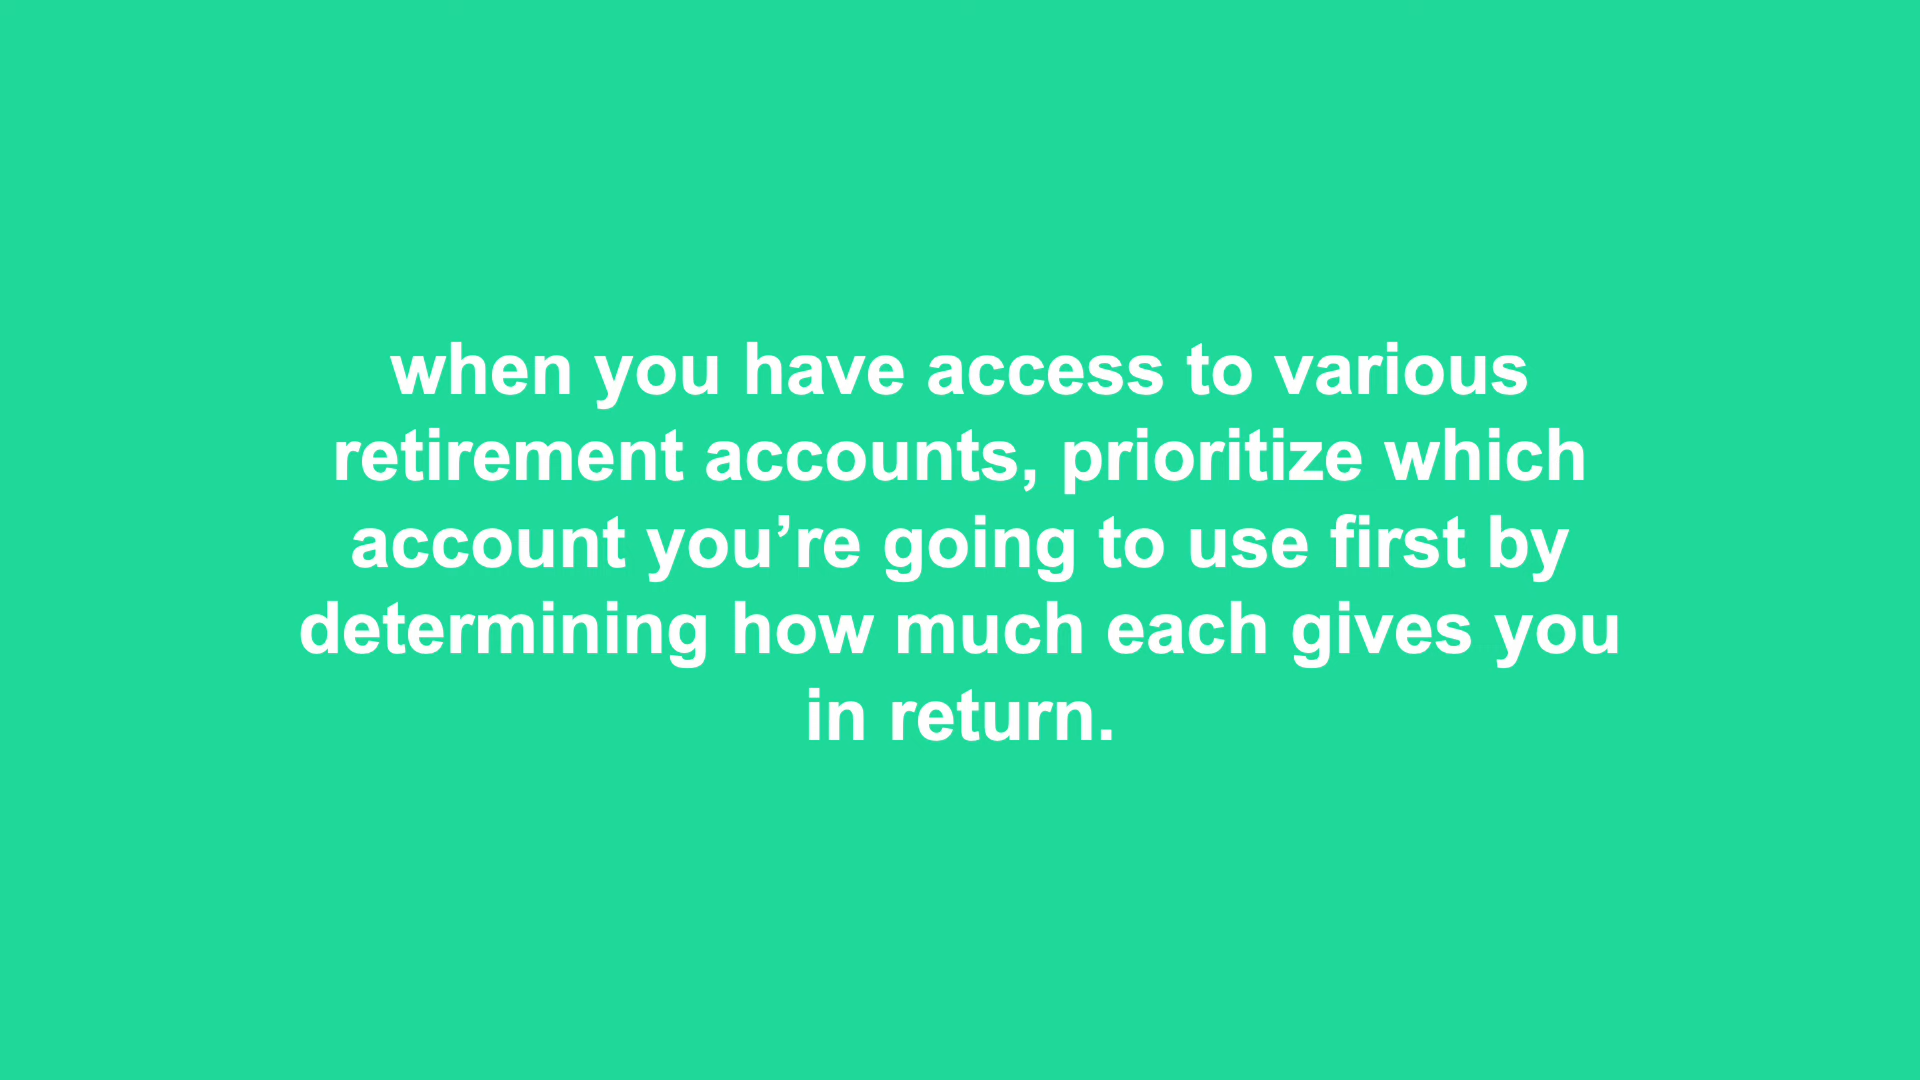 when you have access to various
retirement accounts, prioritize which
account you’re going to use first by
determining how much each gives you
in return.